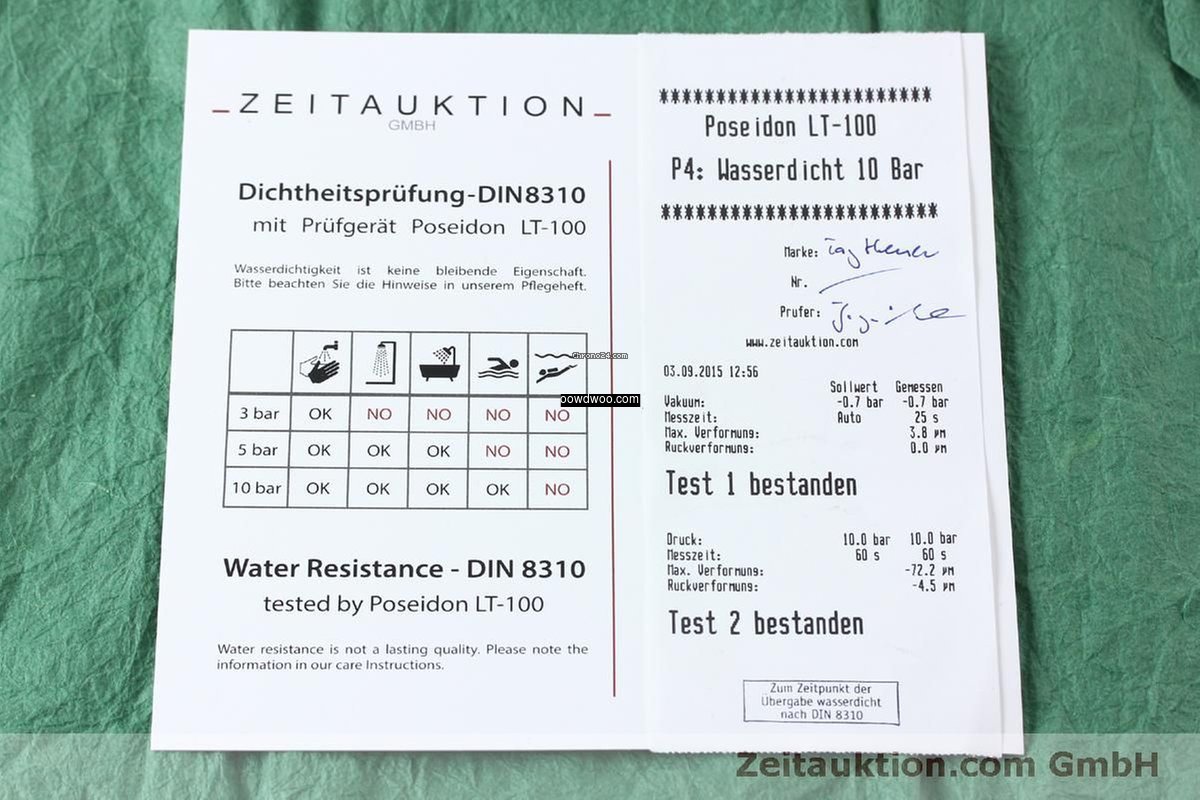 _ZEITAUKTION_
GMBH
Dichtheitsprüfung-DIN8310
mit Prüfgerät Poseidon LT-100
Wasserdichtigkeit ist keine bleibende Eigenschaft.
Bitte beachten Sie die Hinweise in unserem Pflegeheft.
3 bar OK NO NO NO NO
5 bar OK OK OK NO NO
10 bar OK OK OK OK NO
Water Resistance - DIN 8310
tested by Poseidon LT-100
Water resistance is not a lasting quality. Please note the
information in our care Instructions.
************************
Poseidon LT-100
P4: Wasserdicht 10 Bar
************************
Marke: Tag Heuer
Nr.
Prufer:
www.zeitauktion.com
03.09.2015 12:56
Sollwert Gemessen
Vakuum: -0.7 bar -0.7 bar
Messzeit: Auto 25 s
Max. Verformung: 3.8 µm
Ruckverformung: 0.0 µm
Test 1 bestanden
Druck: 10.0 bar 10.0 bar
Messzeit: 60 s 60 s
Max. Verformung: -72.2 µm
Ruckverformung: -4.5 µm
Test 2 bestanden
Zum Zeitpunkt der
Übergabe wasserdicht
nach DIN 8310
Chrono24.com
powdwoo.com
Zeitauktion.com GmbH